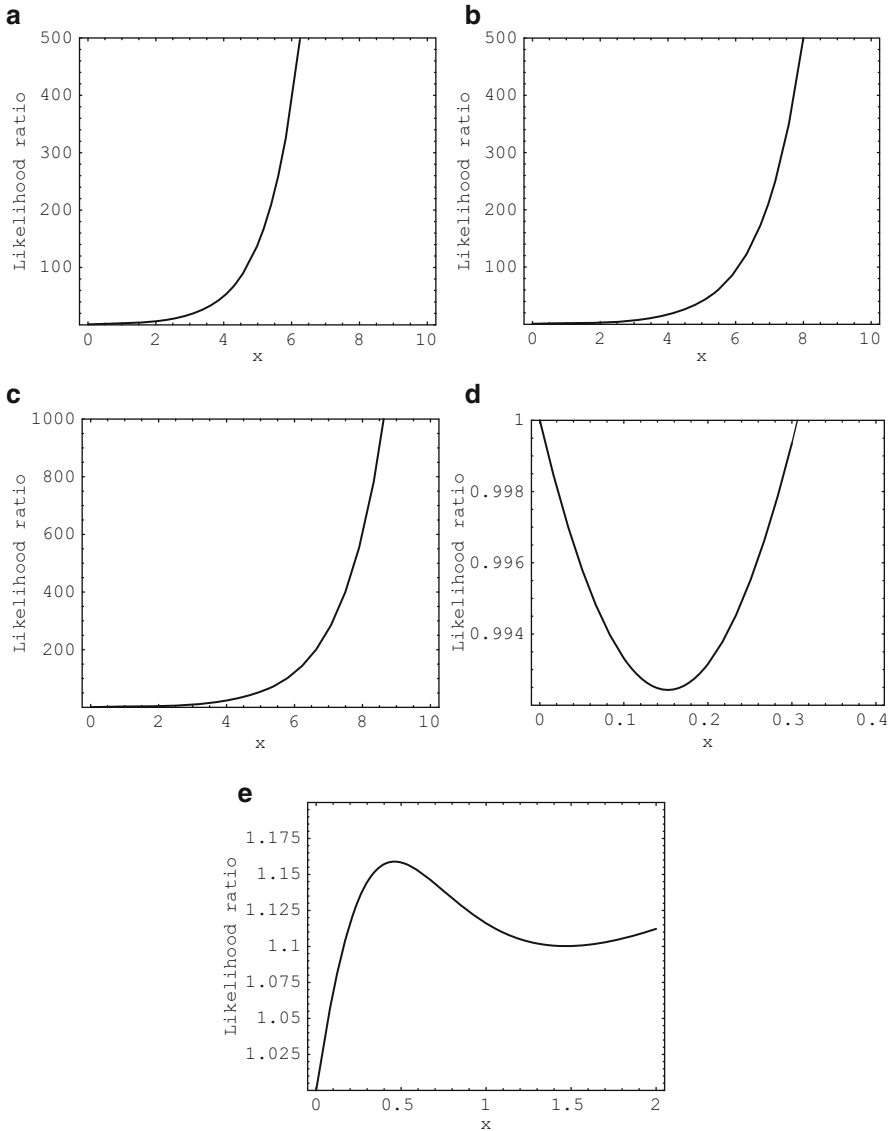 a
500
400
300
200
100
Likelihood ratio
0 2 4 6 8 10
x
b
500
400
300
200
100
Likelihood ratio
0 2 4 6 8 10
x
c
1000
800
600
400
200
Likelihood ratio
0 2 4 6 8 10
x
d
1
0.998
0.996
0.994
Likelihood ratio
0 0.1 0.2 0.3 0.4
x
e
1.175
1.15
1.125
1.1
1.075
1.05
1.025
Likelihood ratio
0 0.5 1 1.5 2
x